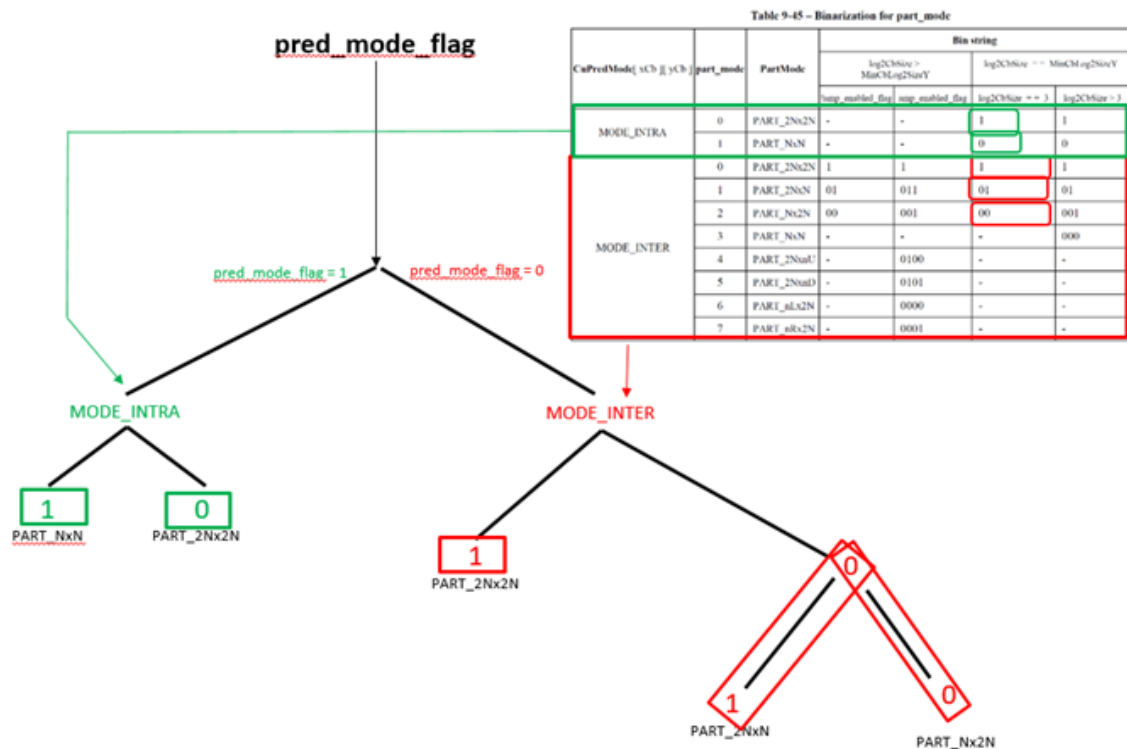 Table 9-45 – Binarization for part_mode
pred_mode_flag
Bin string
CuPredMode[ xCb ][ yCb ] part_mode PartMode log2CbSize > MinCbLog2SizeY log2CbSize == MinCbLog2SizeY
!amp_enabled_flag amp_enabled_flag log2CbSize == 3 log2CbSize > 3
MODE_INTRA
0 PART_2Nx2N - - 1 1
1 PART_NxN - - 0 0
MODE_INTER
0 PART_2Nx2N 1 1 1 1
1 PART_2NxN 01 011 01 01
2 PART_Nx2N 00 001 00 001
3 PART_NxN - - - 000
4 PART_2NxnU - 0100 - -
5 PART_2NxnD - 0101 - -
6 PART_nLx2N - 0000 - -
7 PART_nRx2N - 0001 - -
pred_mode_flag = 1 pred_mode_flag = 0
MODE_INTRA MODE_INTER
1 0
PART_NxN PART_2Nx2N
1
PART_2Nx2N
0
1 0
PART_2NxN PART_Nx2N